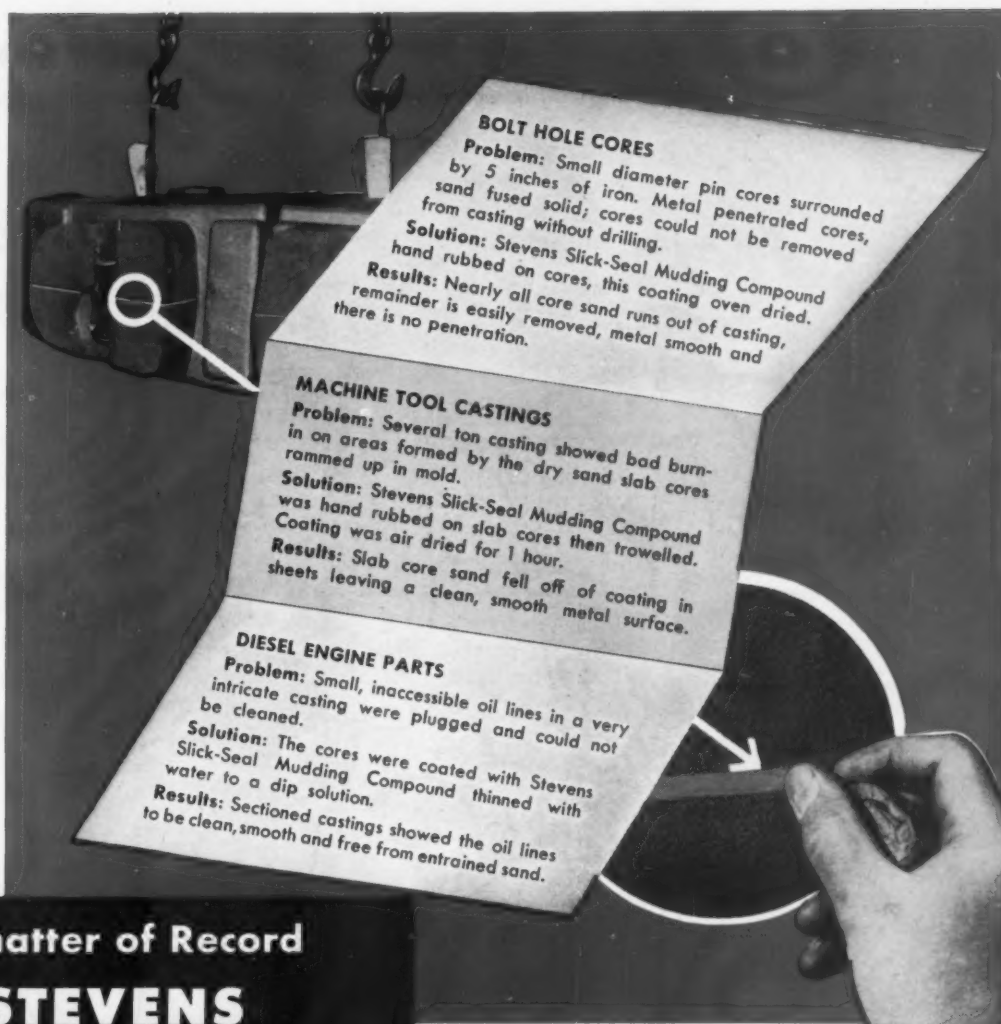 BOLT HOLE CORES
Problem: Small diameter pin cores surrounded
by 5 inches of iron. Metal penetrated cores,
sand fused solid; cores could not be removed
from casting without drilling.
Solution: Stevens Slick-Seal Mudding Compound
hand rubbed on cores, this coating oven dried.
Results: Nearly all core sand runs out of casting,
remainder is easily removed, metal smooth and
there is no penetration.
MACHINE TOOL CASTINGS
Problem: Several ton casting showed bad burn-
in on areas formed by the dry sand slab cores
rammed up in mold.
Solution: Stevens Slick-Seal Mudding Compound
was hand rubbed on slab cores then trowelled.
Coating was air dried for 1 hour.
Results: Slab core sand fell off of coating in
sheets leaving a clean, smooth metal surface.
DIESEL ENGINE PARTS
Problem: Small, inaccessible oil lines in a very
intricate casting were plugged and could not
be cleaned.
Solution: The cores were coated with Stevens
Slick-Seal Mudding Compound thinned with
water to a dip solution.
Results: Sectioned castings showed the oil lines
to be clean, smooth and free from entrained sand.
atter of Record
STEVENS